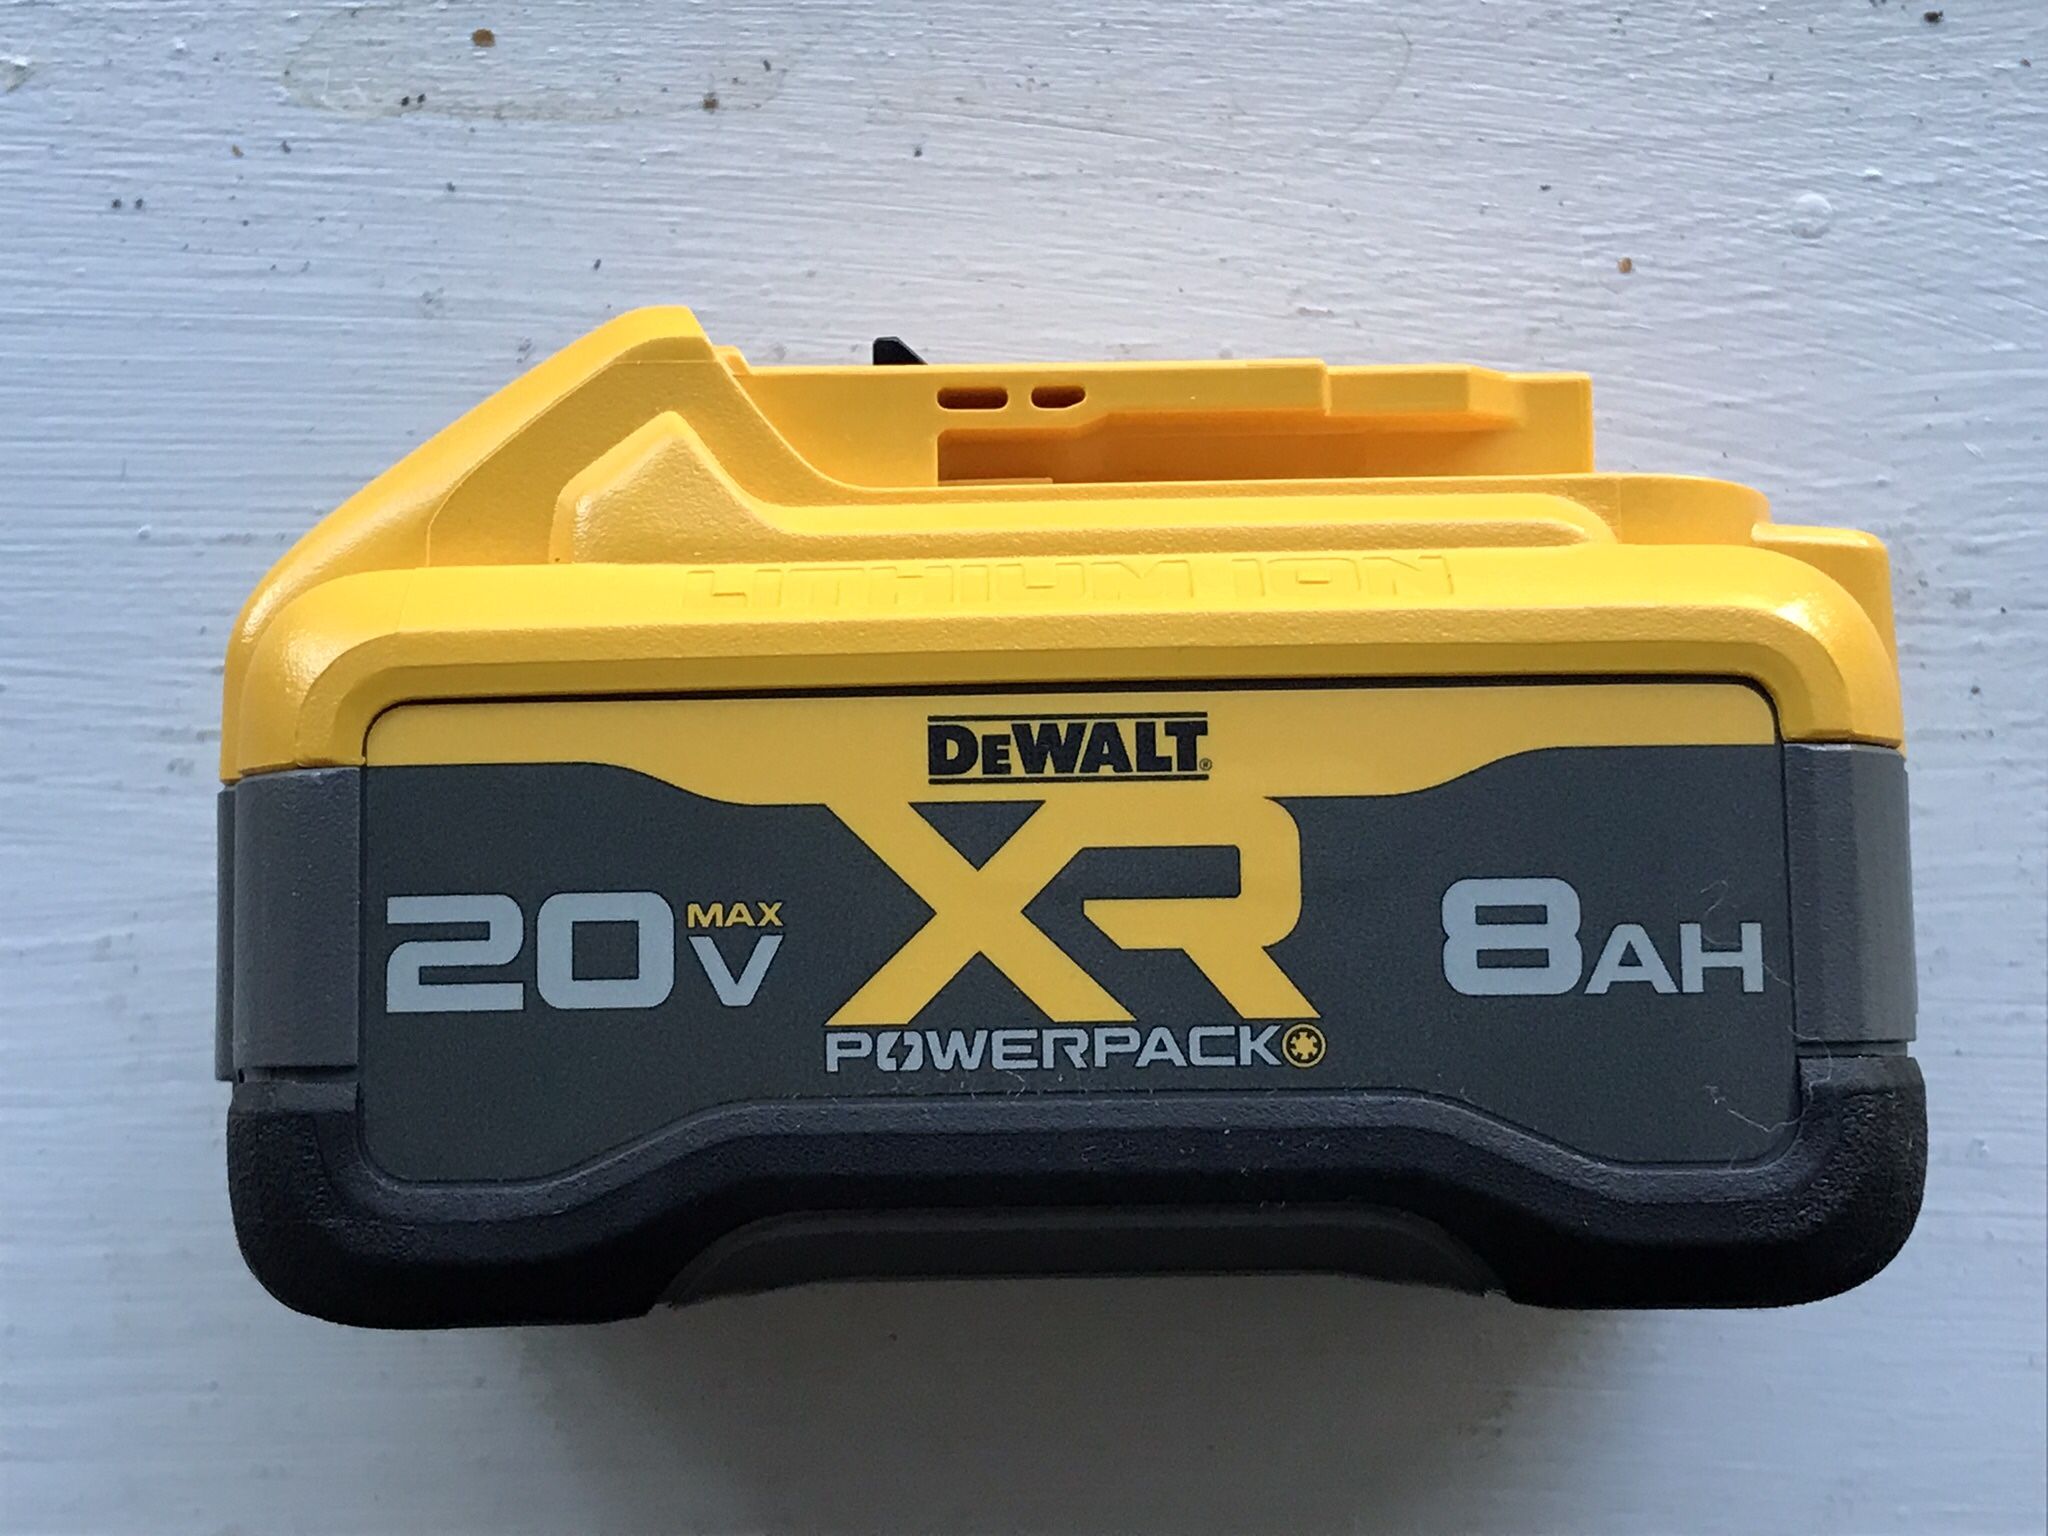 LITHIUM ION
DEWALT®
XR
20V MAX
8AH
POWERPACK